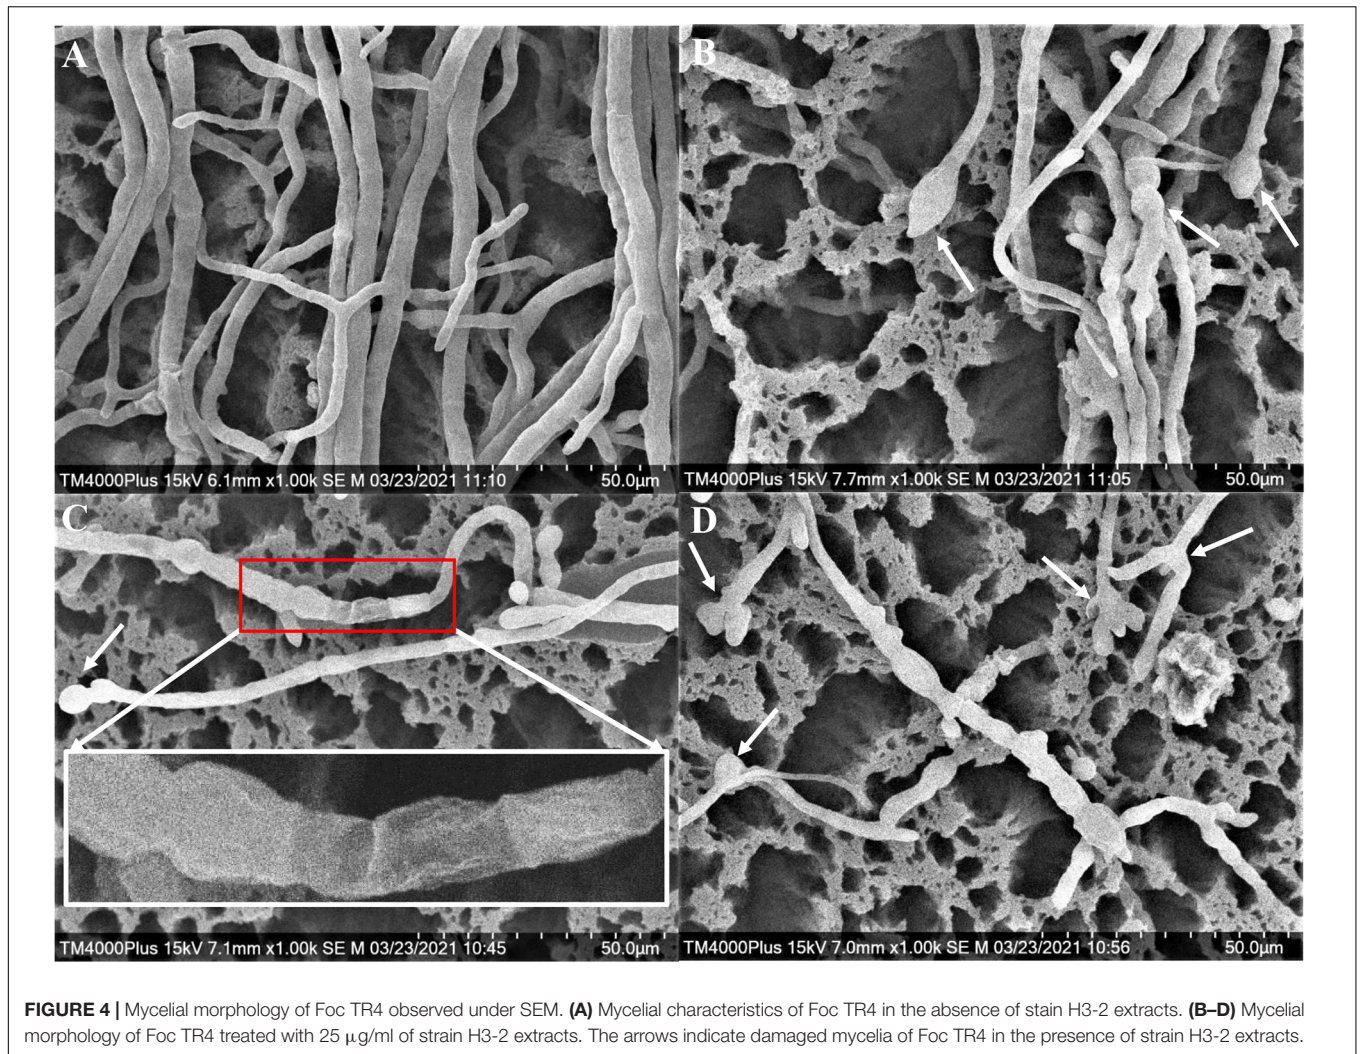 A
B
TM4000Plus 15kV 6.1mm x1.00k SE M 03/23/2021 11:10 50.0μm
TM4000Plus 15kV 7.7mm x1.00k SE M 03/23/2021 11:05 50.0μm
C
D
TM4000Plus 15kV 7.1mm x1.00k SE M 03/23/2021 10:45 50.0μm
TM4000Plus 15kV 7.0mm x1.00k SE M 03/23/2021 10:56 50.0μm
FIGURE 4 | Mycelial morphology of Foc TR4 observed under SEM. (A) Mycelial characteristics of Foc TR4 in the absence of stain H3-2 extracts. (B–D) Mycelial
morphology of Foc TR4 treated with 25 μg/ml of strain H3-2 extracts. The arrows indicate damaged mycelia of Foc TR4 in the presence of strain H3-2 extracts.